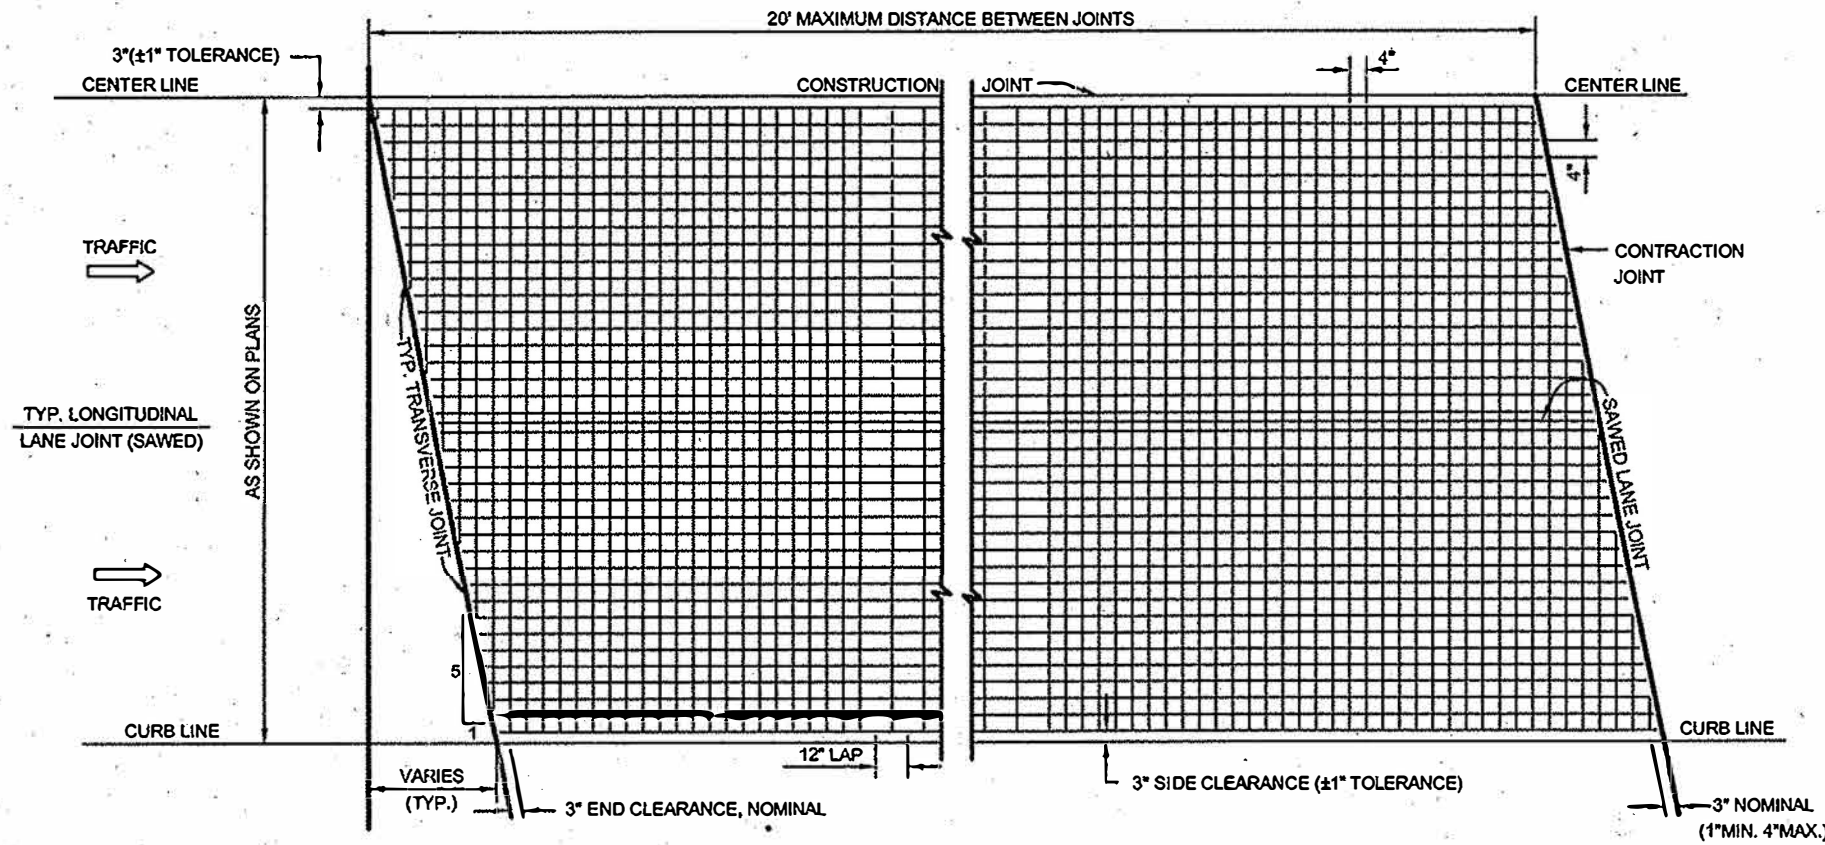 20' MAXIMUM DISTANCE BETWEEN JOINTS
3"(±1" TOLERANCE)
4"
CENTER LINE
CONSTRUCTION JOINT
CENTER LINE
4"
TRAFFIC
CONTRACTION
JOINT
AS SHOWN ON PLANS
TYP. TRANSVERSE JOINT
TYP. LONGITUDINAL
LANE JOINT (SAWED)
SAWED LANE JOINT
TRAFFIC
5
1
CURB LINE
CURB LINE
12" LAP
VARIES
(TYP.)
3" END CLEARANCE, NOMINAL
3" SIDE CLEARANCE (±1" TOLERANCE)
3" NOMINAL
(1"MIN. 4"MAX.)